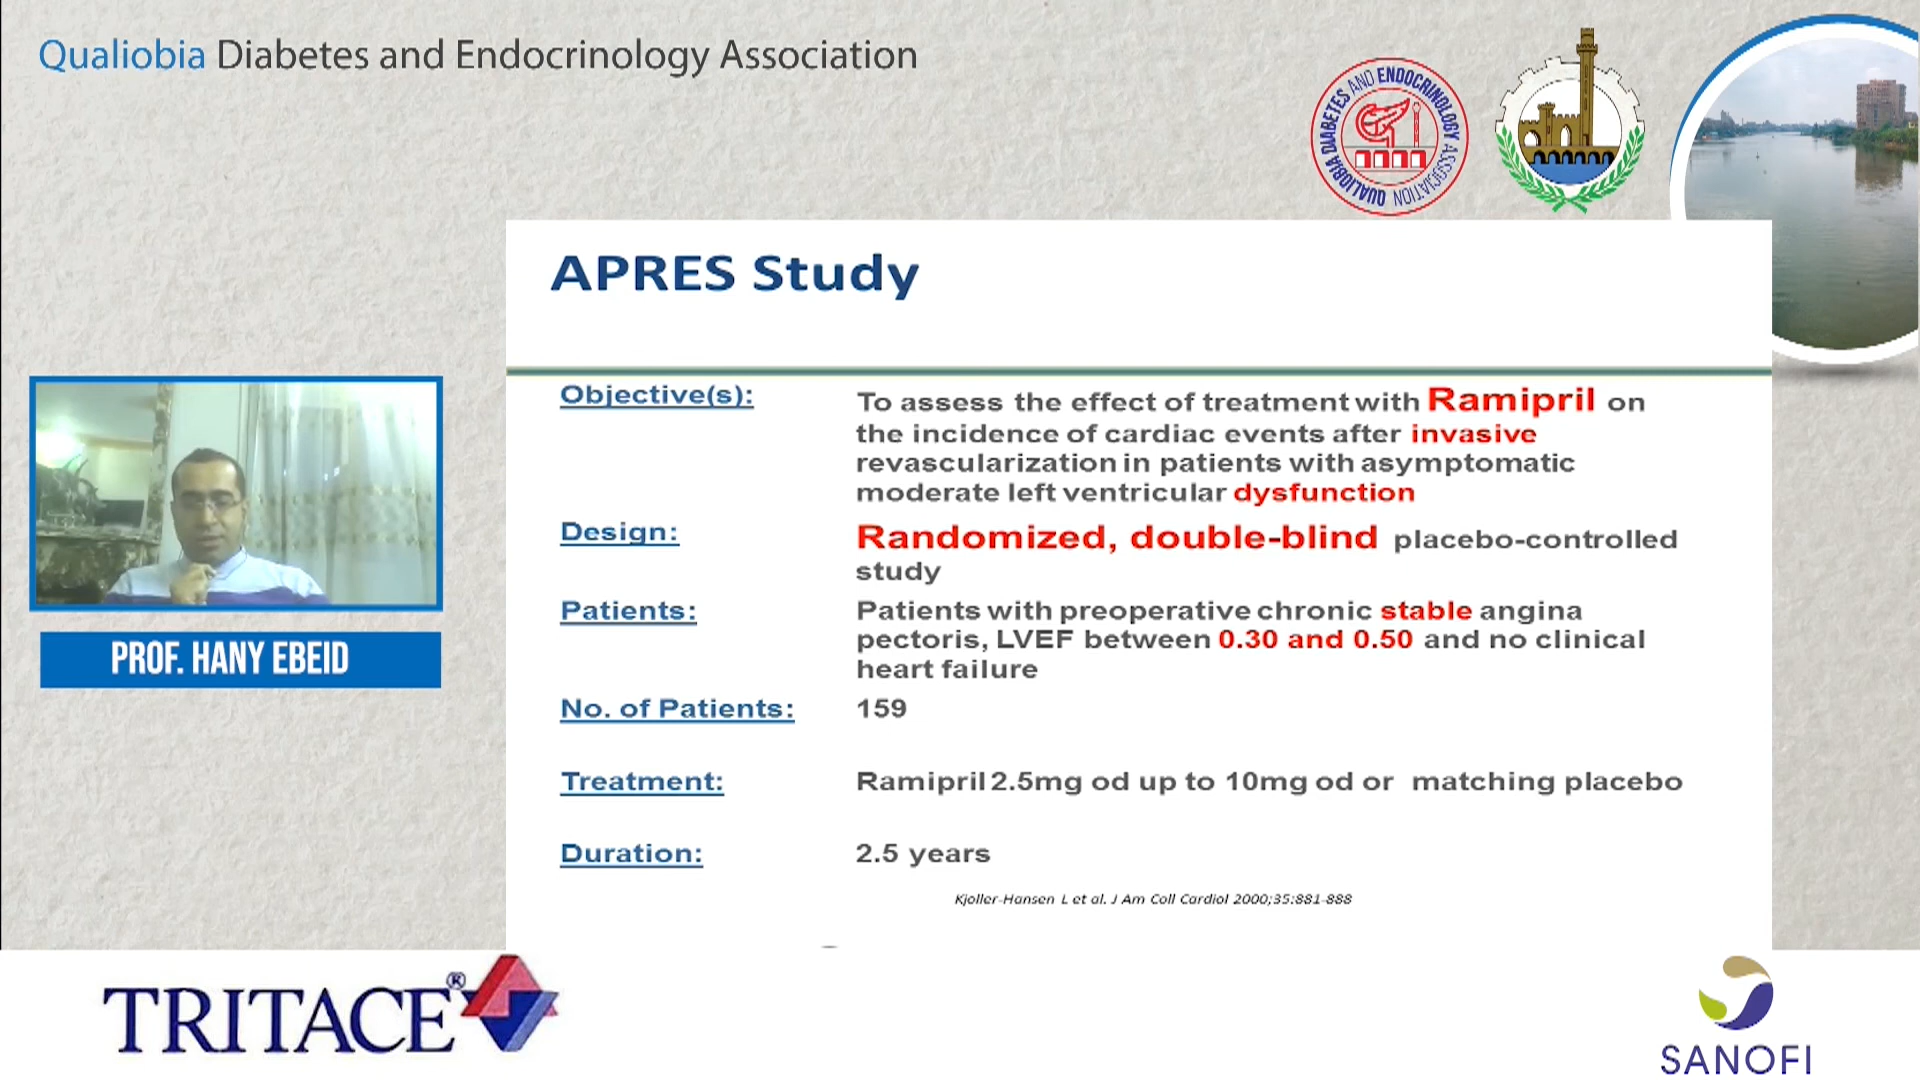 Qualiobia Diabetes and Endocrinology Association
QUALIOBIA DIABETES AND ENDOCRINOLOGY ASSOCIATION
APRES Study
Objective(s):
To assess the effect of treatment with Ramipril on
the incidence of cardiac events after invasive
revascularization in patients with asymptomatic
moderate left ventricular dysfunction
Design:
Randomized, double-blind placebo-controlled
study
Patients:
Patients with preoperative chronic stable angina
pectoris, LVEF between 0.30 and 0.50 and no clinical
heart failure
No. of Patients:
159
Treatment:
Ramipril 2.5mg od up to 10mg od or matching placebo
Duration:
2.5 years
Kjoller-Hansen L et al. J Am Coll Cardiol 2000;35:881-888
PROF. HANY EBEID
TRITACE®
SANOFI